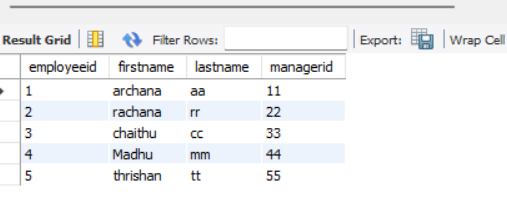 Result Grid Filter Rows: Export: Wrap Cell
employeeid firstname lastname managerid
1 archana aa 11
2 rachana rr 22
3 chaithu cc 33
4 Madhu mm 44
5 thrishan tt 55